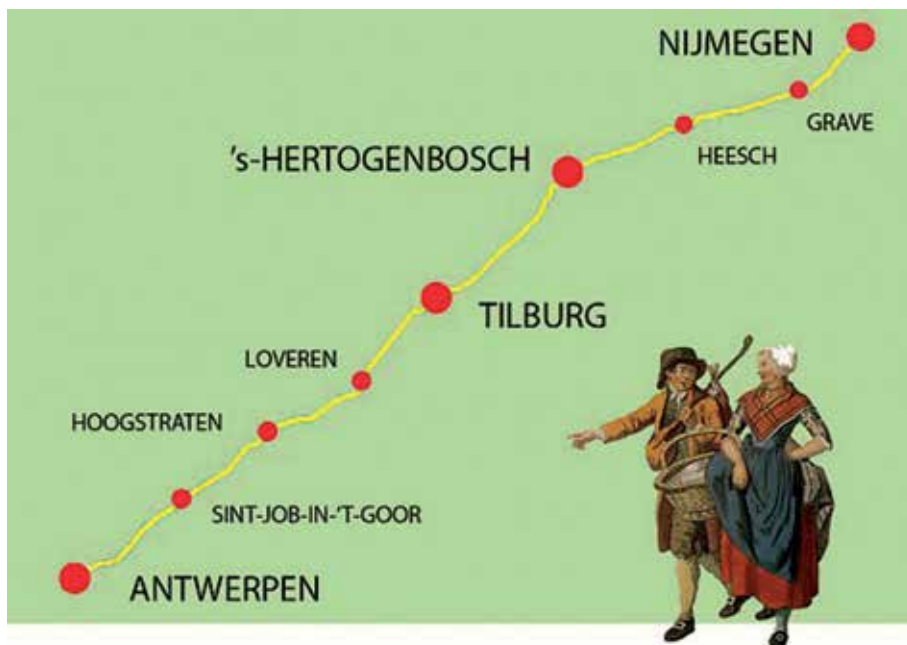 NIJMEGEN
GRAVE
HEESCH
's-HERTOGENBOSCH
TILBURG
LOVEREN
HOOGSTRATEN
SINT-JOB-IN-'T-GOOR
ANTWERPEN